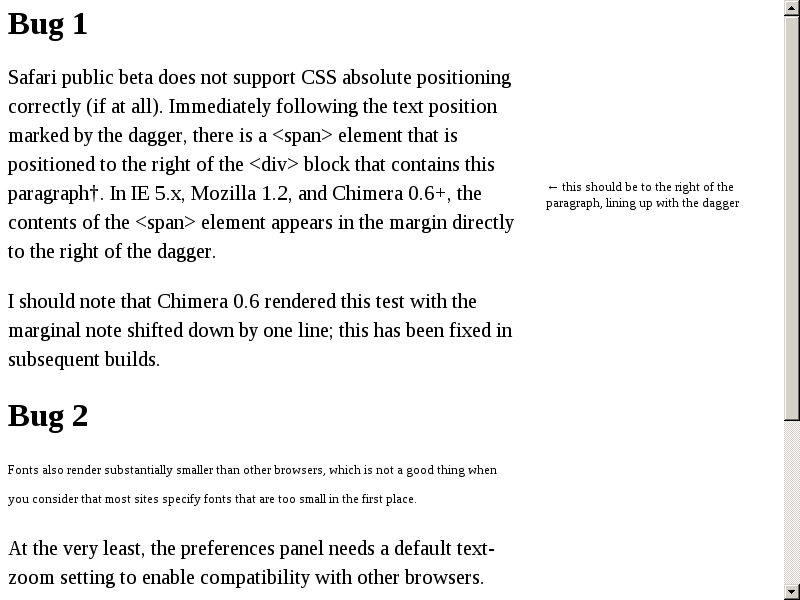 Bug 1
Safari public beta does not support CSS absolute positioning
correctly (if at all). Immediately following the text position
marked by the dagger, there is a <span> element that is
positioned to the right of the <div> block that contains this
paragraph†. In IE 5.x, Mozilla 1.2, and Chimera 0.6+, the
contents of the <span> element appears in the margin directly
to the right of the dagger.
← this should be to the right of the
paragraph, lining up with the dagger
I should note that Chimera 0.6 rendered this test with the
marginal note shifted down by one line; this has been fixed in
subsequent builds.
Bug 2
Fonts also render substantially smaller than other browsers, which is not a good thing when
you consider that most sites specify fonts that are too small in the first place.
At the very least, the preferences panel needs a default text-
zoom setting to enable compatibility with other browsers.